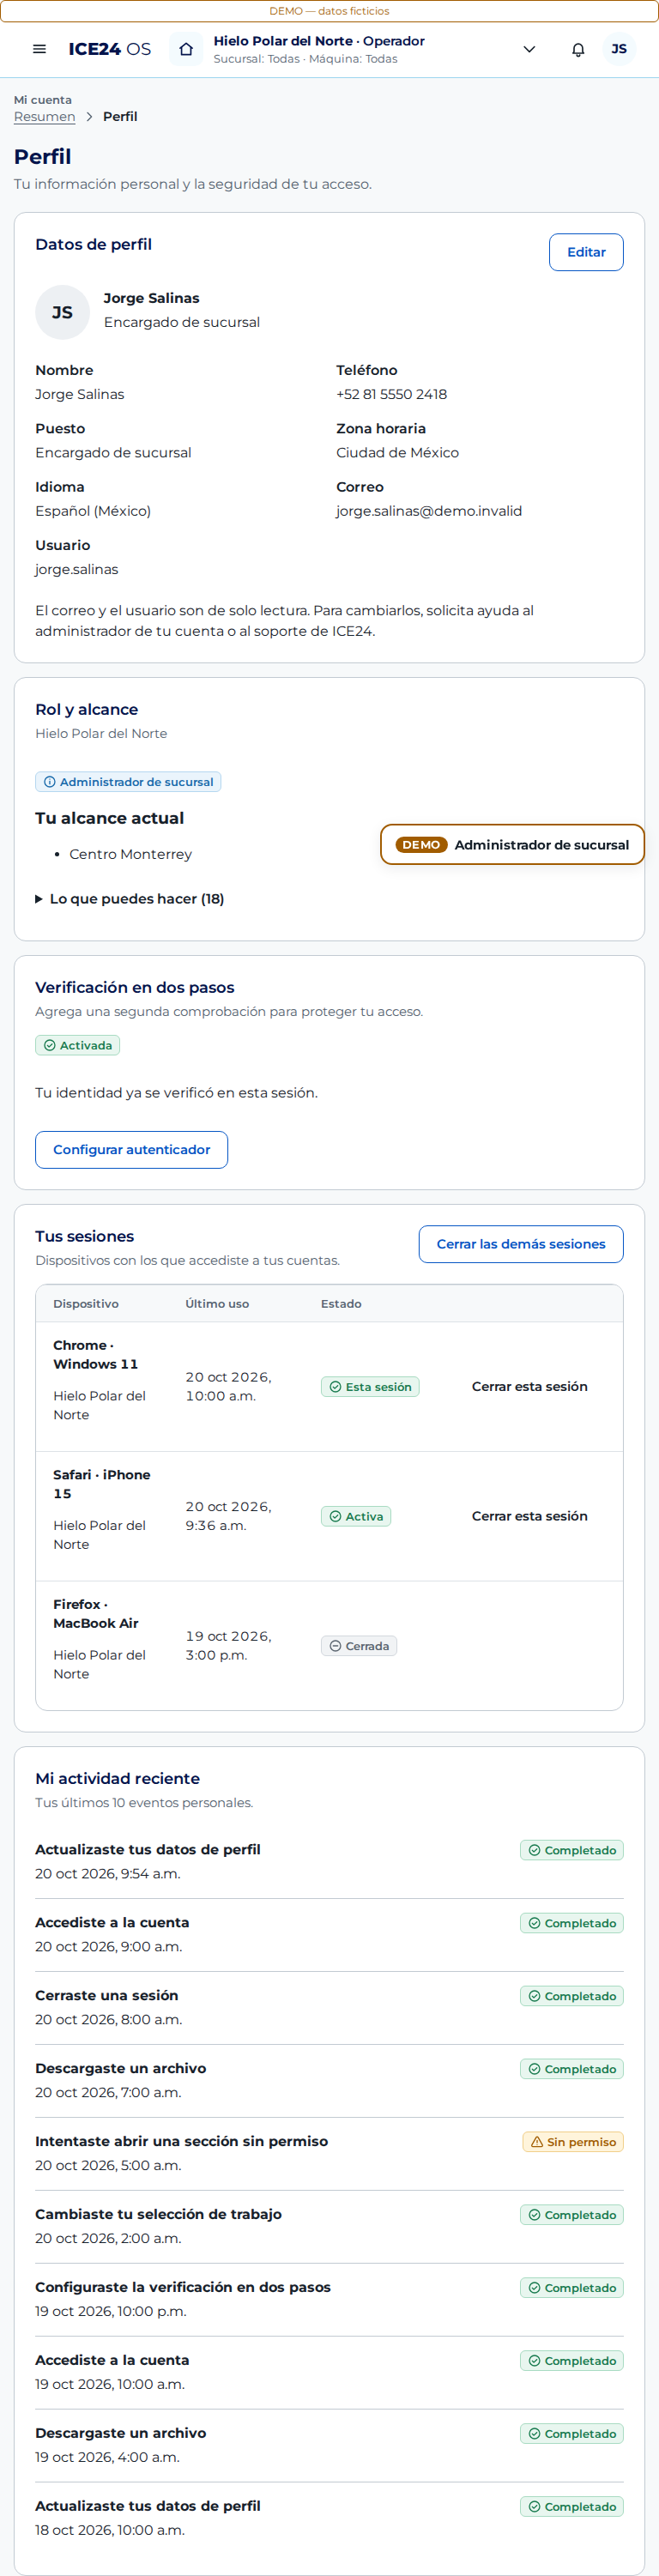 DEMO — datos ficticios
ICE24 OS
Hielo Polar del Norte · Operador
Sucursal: Todas · Máquina: Todas
JS
Mi cuenta
Resumen > Perfil
Perfil
Tu información personal y la seguridad de tu acceso.
Datos de perfil
Editar
JS
Jorge Salinas
Encargado de sucursal
Nombre
Jorge Salinas
Teléfono
+52 81 5550 2418
Puesto
Encargado de sucursal
Zona horaria
Ciudad de México
Idioma
Español (México)
Correo
jorge.salinas@demo.invalid
Usuario
jorge.salinas
El correo y el usuario son de solo lectura. Para cambiarlos, solicita ayuda al
administrador de tu cuenta o al soporte de ICE24.
Rol y alcance
Hielo Polar del Norte
Administrador de sucursal
Tu alcance actual
• Centro Monterrey
DEMO Administrador de sucursal
Lo que puedes hacer (18)
Verificación en dos pasos
Agrega una segunda comprobación para proteger tu acceso.
Activada
Tu identidad ya se verificó en esta sesión.
Configurar autenticador
Tus sesiones
Dispositivos con los que accediste a tus cuentas.
Cerrar las demás sesiones
Dispositivo Último uso Estado
Chrome ·
Windows 11
Hielo Polar del
Norte
20 oct 2026,
10:00 a.m.
Esta sesión
Cerrar esta sesión
Safari · iPhone
15
Hielo Polar del
Norte
20 oct 2026,
9:36 a.m.
Activa
Cerrar esta sesión
Firefox ·
MacBook Air
Hielo Polar del
Norte
19 oct 2026,
3:00 p.m.
Cerrada
Mi actividad reciente
Tus últimos 10 eventos personales.
Actualizaste tus datos de perfil
20 oct 2026, 9:54 a.m.
Completado
Accediste a la cuenta
20 oct 2026, 9:00 a.m.
Completado
Cerraste una sesión
20 oct 2026, 8:00 a.m.
Completado
Descargaste un archivo
20 oct 2026, 7:00 a.m.
Completado
Intentaste abrir una sección sin permiso
20 oct 2026, 5:00 a.m.
Sin permiso
Cambiaste tu selección de trabajo
20 oct 2026, 2:00 a.m.
Completado
Configuraste la verificación en dos pasos
19 oct 2026, 10:00 p.m.
Completado
Accediste a la cuenta
19 oct 2026, 10:00 a.m.
Completado
Descargaste un archivo
19 oct 2026, 4:00 a.m.
Completado
Actualizaste tus datos de perfil
18 oct 2026, 10:00 a.m.
Completado